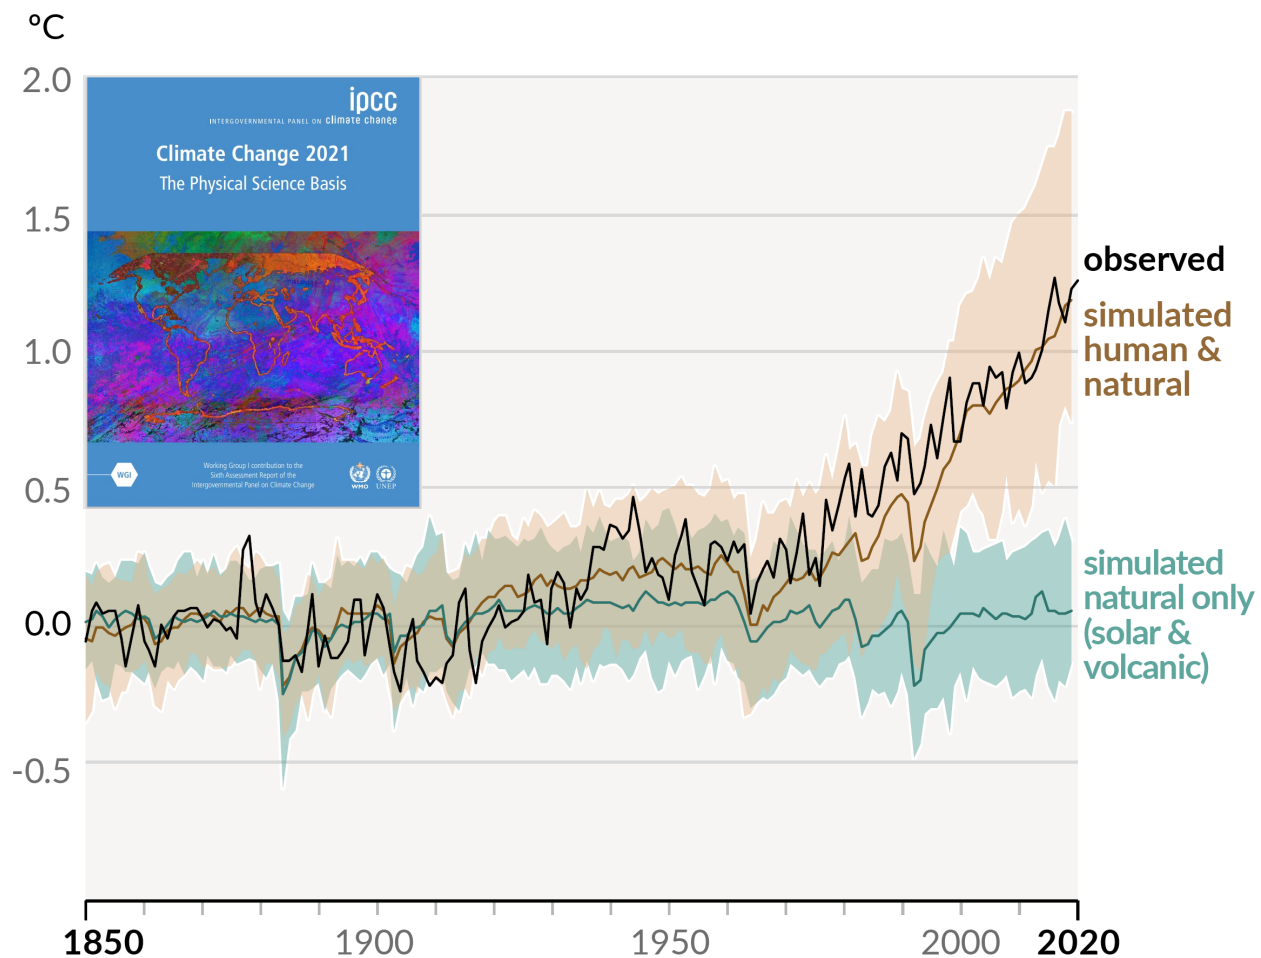 ºC
2.0
1.5
1.0
0.5
0.0
-0.5
ipcc
INTERGOVERNMENTAL PANEL ON climate change
Climate Change 2021
The Physical Science Basis
WGI
Working Group I contribution to the
Sixth Assessment Report of the
Intergovernmental Panel on Climate Change
WMO
UNEP
observed
simulated
human &
natural
simulated
natural only
(solar &
volcanic)
1850
1900
1950
2000
2020